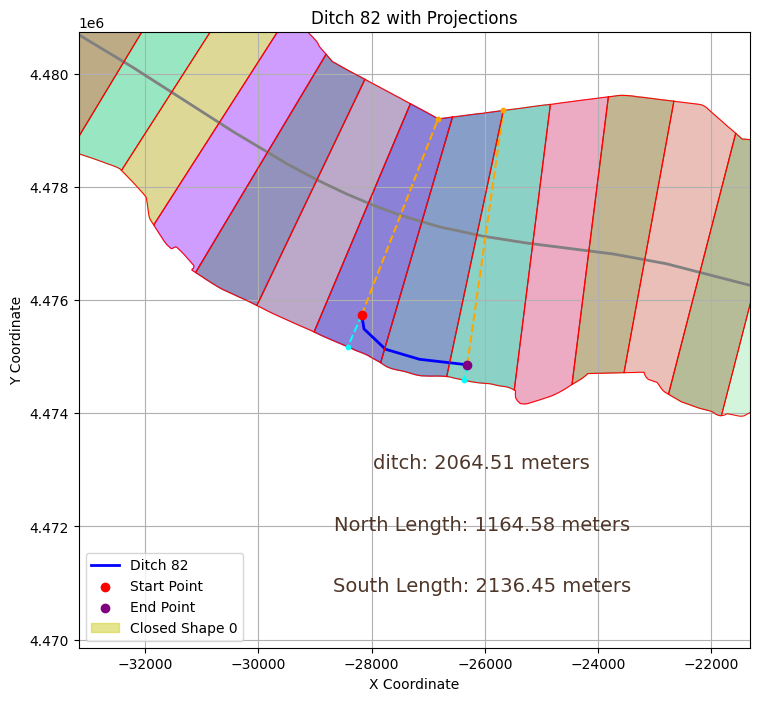 Ditch 82 with Projections
1e6
4.480
4.478
4.476
4.474
4.472
4.470
Y Coordinate
ditch: 2064.51 meters
North Length: 1164.58 meters
South Length: 2136.45 meters
Ditch 82
Start Point
End Point
Closed Shape 0
−32000 −30000 −28000 −26000 −24000 −22000
X Coordinate